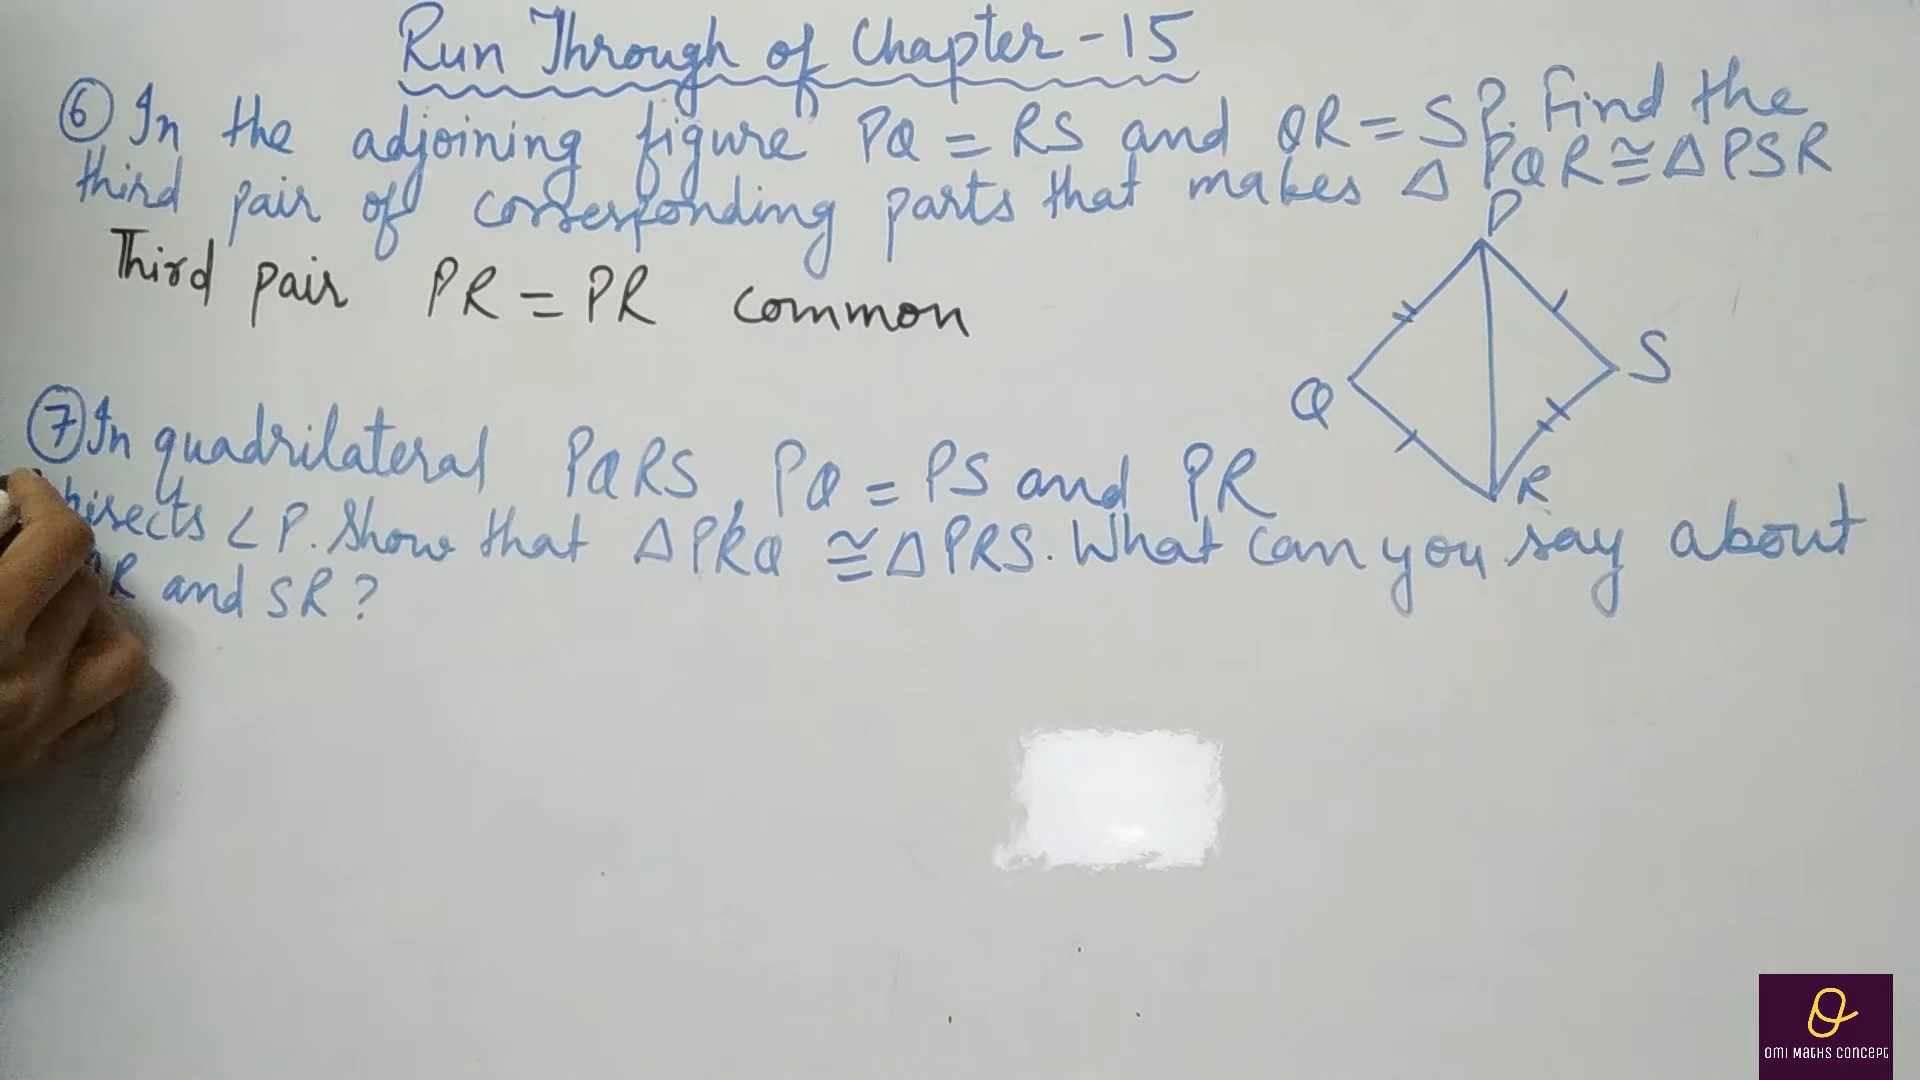 Run Through of Chapter-15
⑥ In the adjoining figure PQ = RS and QR = SP. Find the
third pair of corresponding parts that makes Δ PQR ≅ Δ PSR
Third pair PR = PR common
P
Q
S
R
⑦ In quadrilateral PQRS, PQ = PS and PR
bisects ∠P. Show that ΔPRQ ≅ ΔPRS. What can you say about
and SR?
OMI MATHS CONCEPT